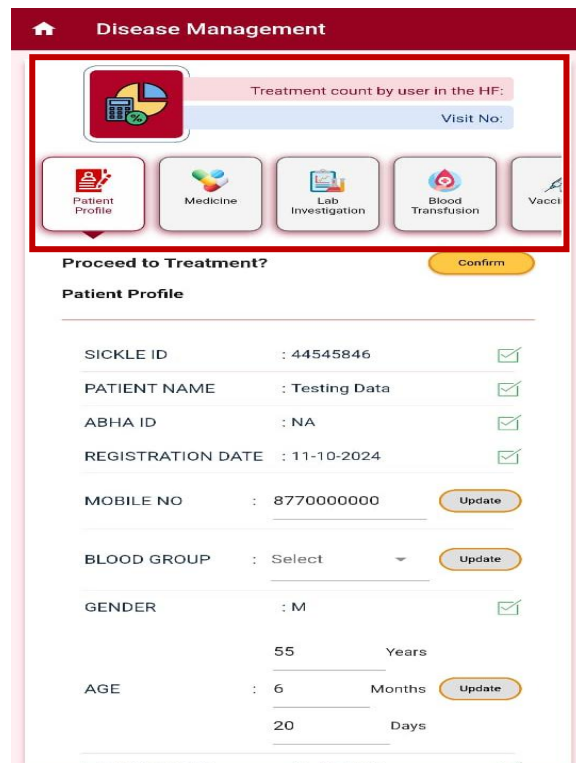 Disease Management
Treatment count by user in the HF:
Visit No:
%
Patient Profile
Medicine
Lab Investigation
Blood Transfusion
Proceed to Treatment?
Confirm
Patient Profile
SICKLE ID : 44545846
PATIENT NAME : Testing Data
ABHA ID : NA
REGISTRATION DATE : 11-10-2024
MOBILE NO : 8770000000 Update
BLOOD GROUP : Select Update
GENDER : M
55 Years
AGE : 6 Months Update
20 Days